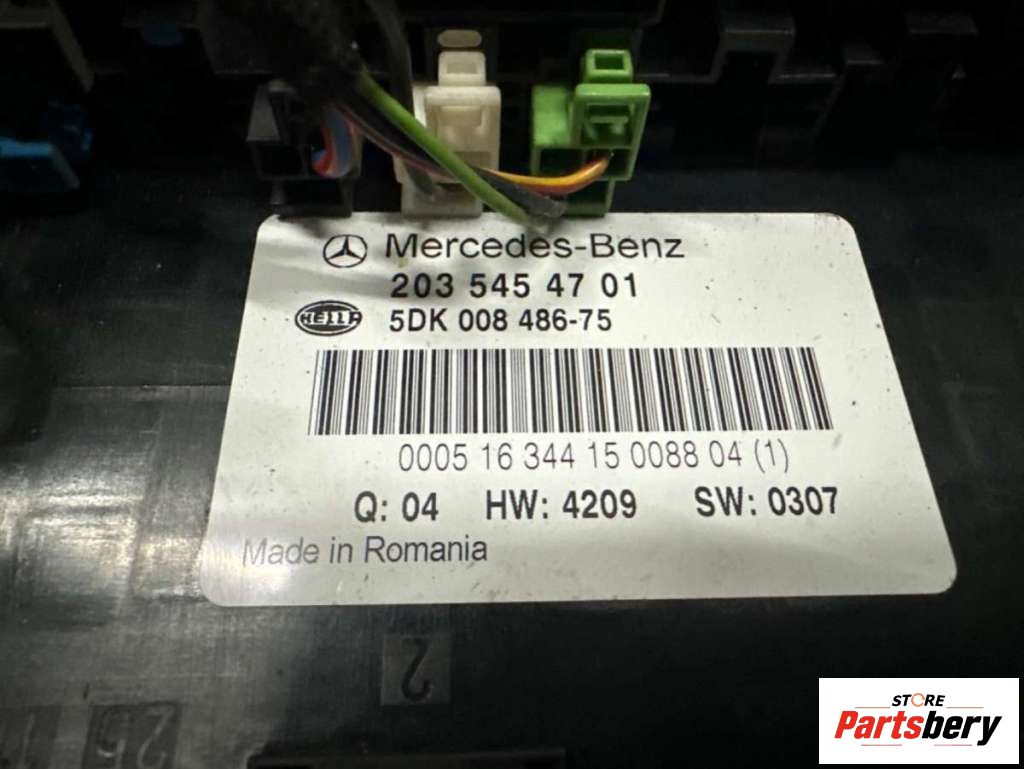 Mercedes-Benz
203 545 47 01
HELLA 5DK 008 486-75
0005 16 344 15 0088 04 (1)
Q: 04 HW: 4209 SW: 0307
Made in Romania
2
STORE
Partsbery